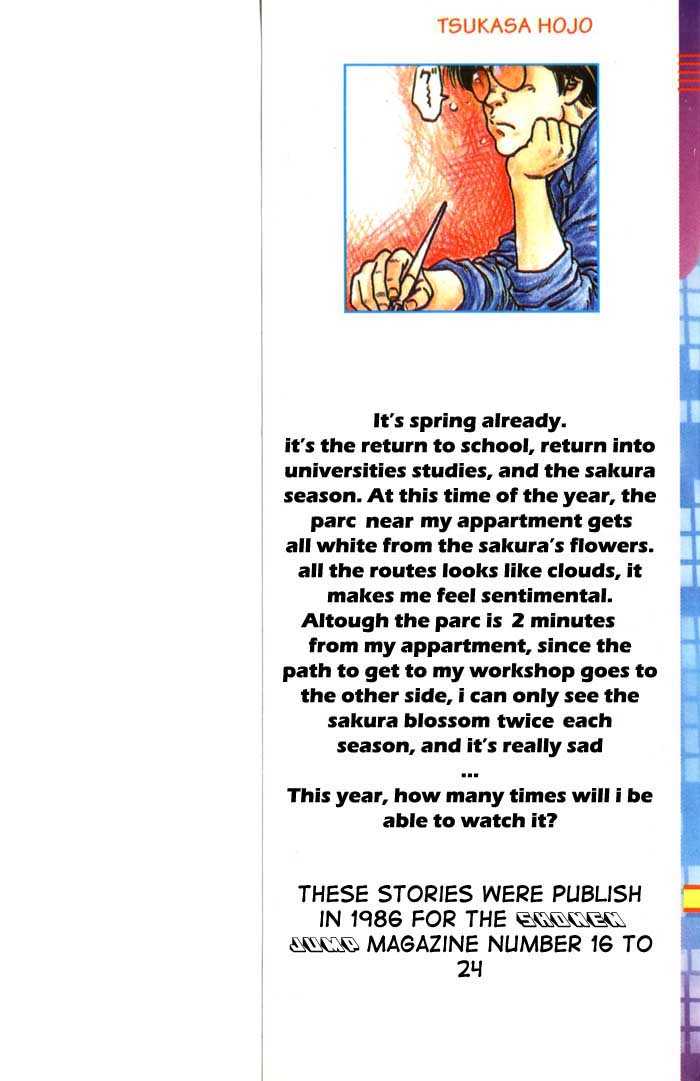 TSUKASA HOJO
It's spring already.
it's the return to school, return into
universities studies, and the sakura
season. At this time of the year, the
parc near my appartment gets
all white from the sakura's flowers.
all the routes looks like clouds, it
makes me feel sentimental.
Altough the parc is 2 minutes
from my appartment, since the
path to get to my workshop goes to
the other side, i can only see the
sakura blossom twice each
season, and it's really sad
...
This year, how many times will i be
able to watch it?
THESE STORIES WERE PUBLISH
IN 1986 FOR THE SHONEN
JUMP MAGAZINE NUMBER 16 TO
24